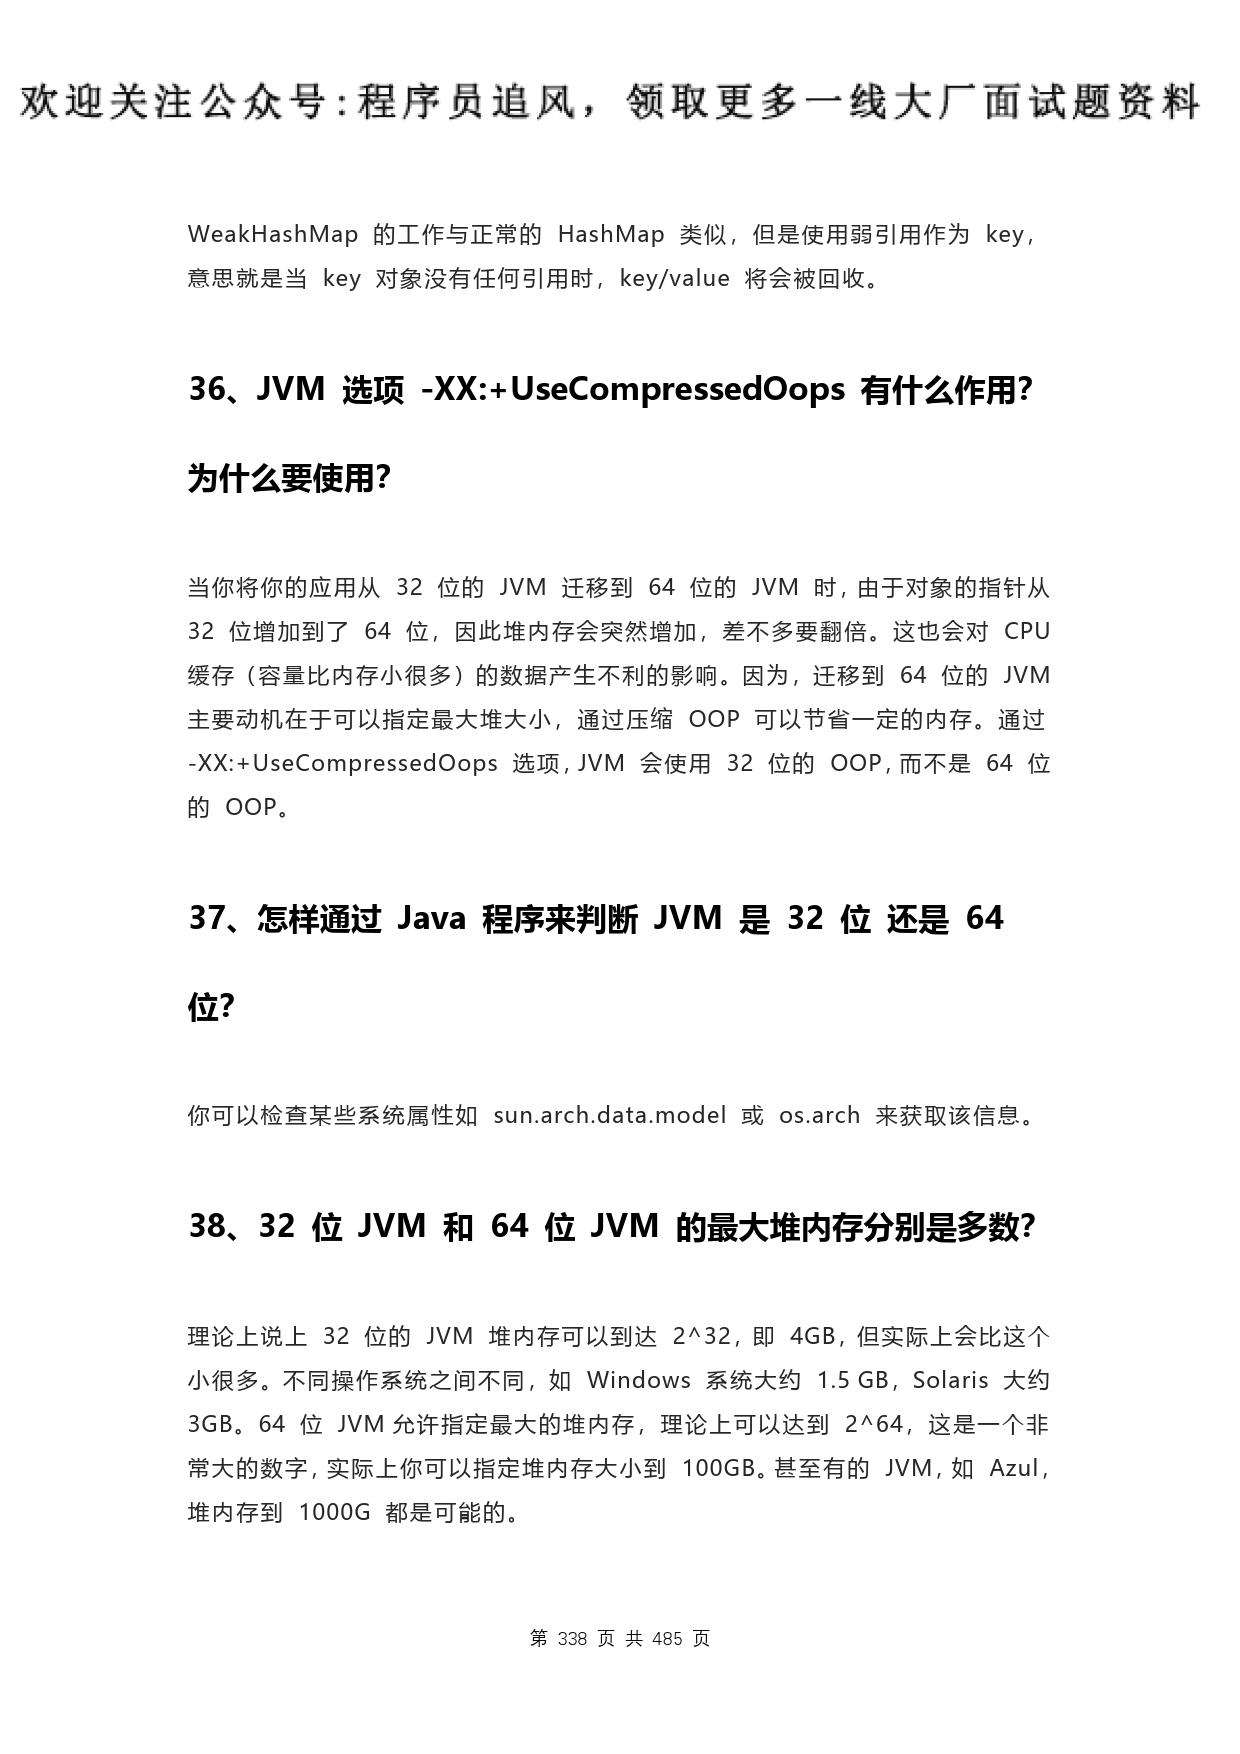 欢迎关注公众号:程序员追风，领取更多一线大厂面试题资料
WeakHashMap 的工作与正常的 HashMap 类似，但是使用弱引用作为 key，
意思就是当 key 对象没有任何引用时，key/value 将会被回收。
36、JVM 选项 -XX:+UseCompressedOops 有什么作用？
为什么要使用？
当你将你的应用从 32 位的 JVM 迁移到 64 位的 JVM 时，由于对象的指针从
32 位增加到了 64 位，因此堆内存会突然增加，差不多要翻倍。这也会对 CPU
缓存（容量比内存小很多）的数据产生不利的影响。因为，迁移到 64 位的 JVM
主要动机在于可以指定最大堆大小，通过压缩 OOP 可以节省一定的内存。通过
-XX:+UseCompressedOops 选项，JVM 会使用 32 位的 OOP，而不是 64 位
的 OOP。
37、怎样通过 Java 程序来判断 JVM 是 32 位 还是 64
位？
你可以检查某些系统属性如 sun.arch.data.model 或 os.arch 来获取该信息。
38、32 位 JVM 和 64 位 JVM 的最大堆内存分别是多数？
理论上说上 32 位的 JVM 堆内存可以到达 2^32，即 4GB，但实际上会比这个
小很多。不同操作系统之间不同，如 Windows 系统大约 1.5 GB，Solaris 大约
3GB。64 位 JVM 允许指定最大的堆内存，理论上可以达到 2^64，这是一个非
常大的数字，实际上你可以指定堆内存大小到 100GB。甚至有的 JVM，如 Azul，
堆内存到 1000G 都是可能的。
第 338 页 共 485 页